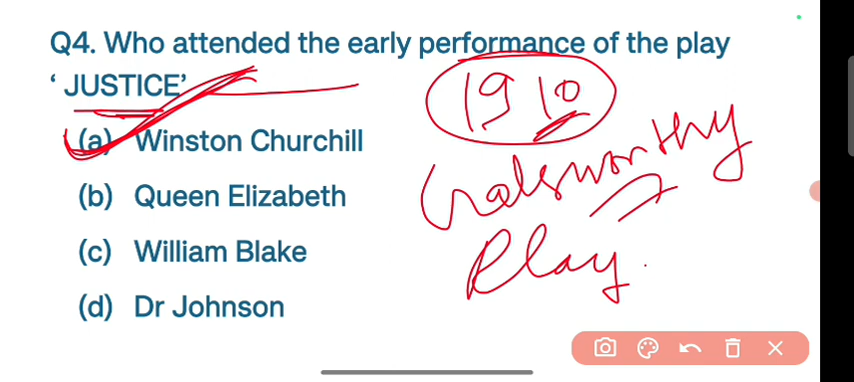 Q4. Who attended the early performance of the play
‘ JUSTICE’
1910
(a) Winston Churchill
Galsworthy
(b) Queen Elizabeth
Play.
(c) William Blake
(d) Dr Johnson